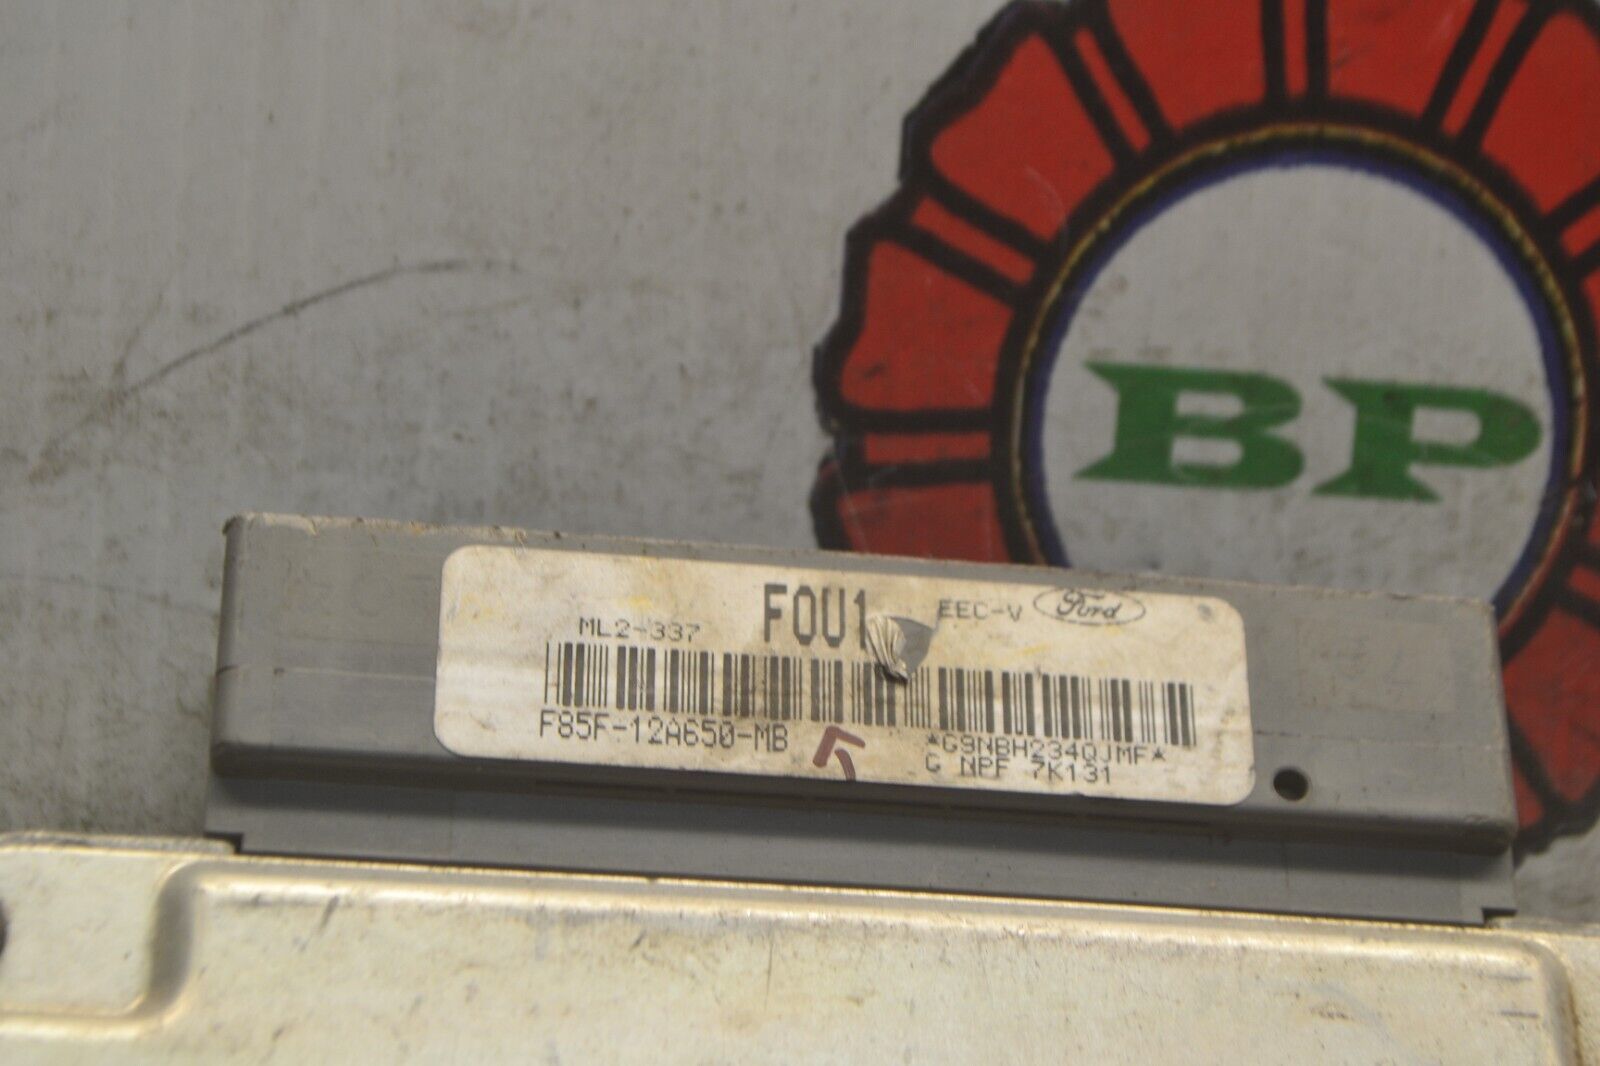 BP
FOU1
EEC-V
Ford
ML2-337
F85F-12A650-MB
*G9NBH234QJMF*
C NPF 7K131